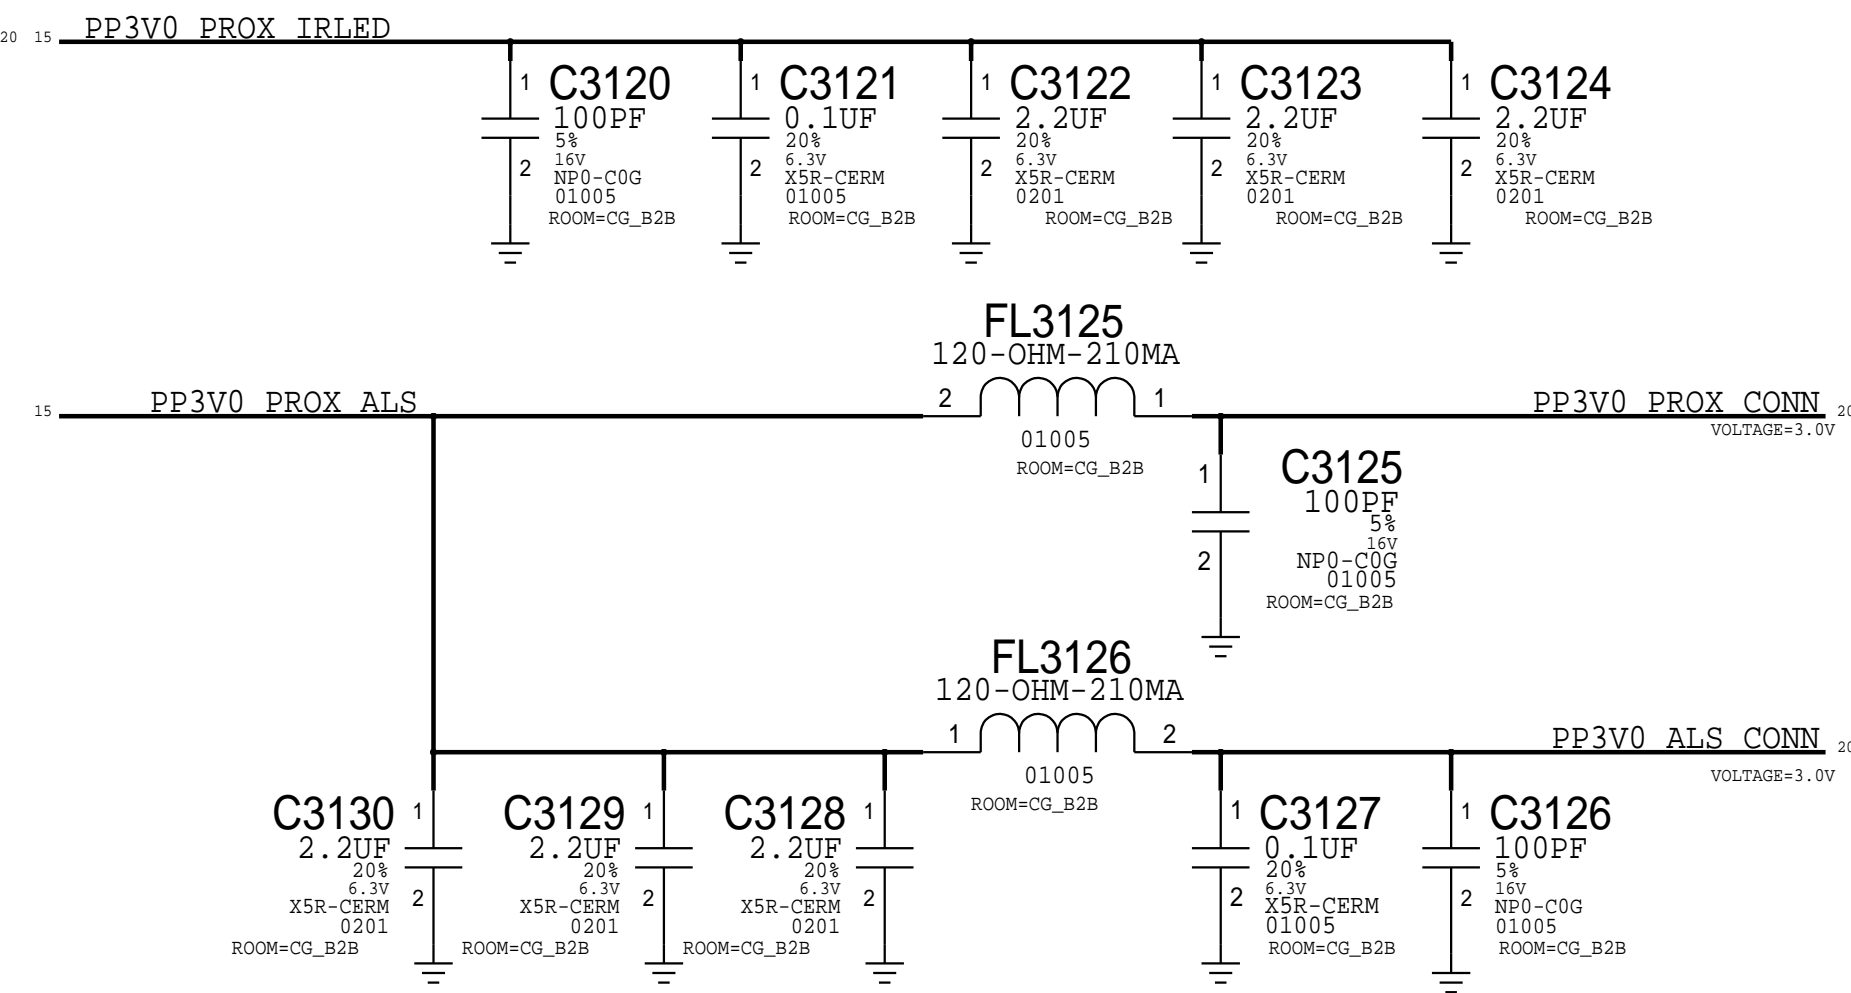 20 15 PP3V0 PROX IRLED
1 C3120
100PF
5%
16V
2 NP0-C0G
01005
ROOM=CG_B2B
1 C3121
0.1UF
20%
6.3V
2 X5R-CERM
01005
ROOM=CG_B2B
1 C3122
2.2UF
20%
6.3V
2 X5R-CERM
0201
ROOM=CG_B2B
1 C3123
2.2UF
20%
6.3V
2 X5R-CERM
0201
ROOM=CG_B2B
1 C3124
2.2UF
20%
6.3V
2 X5R-CERM
0201
ROOM=CG_B2B
FL3125
120-OHM-210MA
15 PP3V0 PROX ALS
2 1
01005
ROOM=CG_B2B
PP3V0 PROX CONN 20
VOLTAGE=3.0V
1 C3125
100PF
5%
16V
2 NP0-C0G
01005
ROOM=CG_B2B
FL3126
120-OHM-210MA
1 2
01005
ROOM=CG_B2B
PP3V0 ALS CONN 20
VOLTAGE=3.0V
C3130 1
2.2UF
20%
6.3V
X5R-CERM 2
0201
ROOM=CG_B2B
C3129 1
2.2UF
20%
6.3V
X5R-CERM 2
0201
ROOM=CG_B2B
C3128 1
2.2UF
20%
6.3V
X5R-CERM 2
0201
ROOM=CG_B2B
1 C3127
0.1UF
20%
6.3V
2 X5R-CERM
01005
ROOM=CG_B2B
1 C3126
100PF
5%
16V
2 NP0-C0G
01005
ROOM=CG_B2B